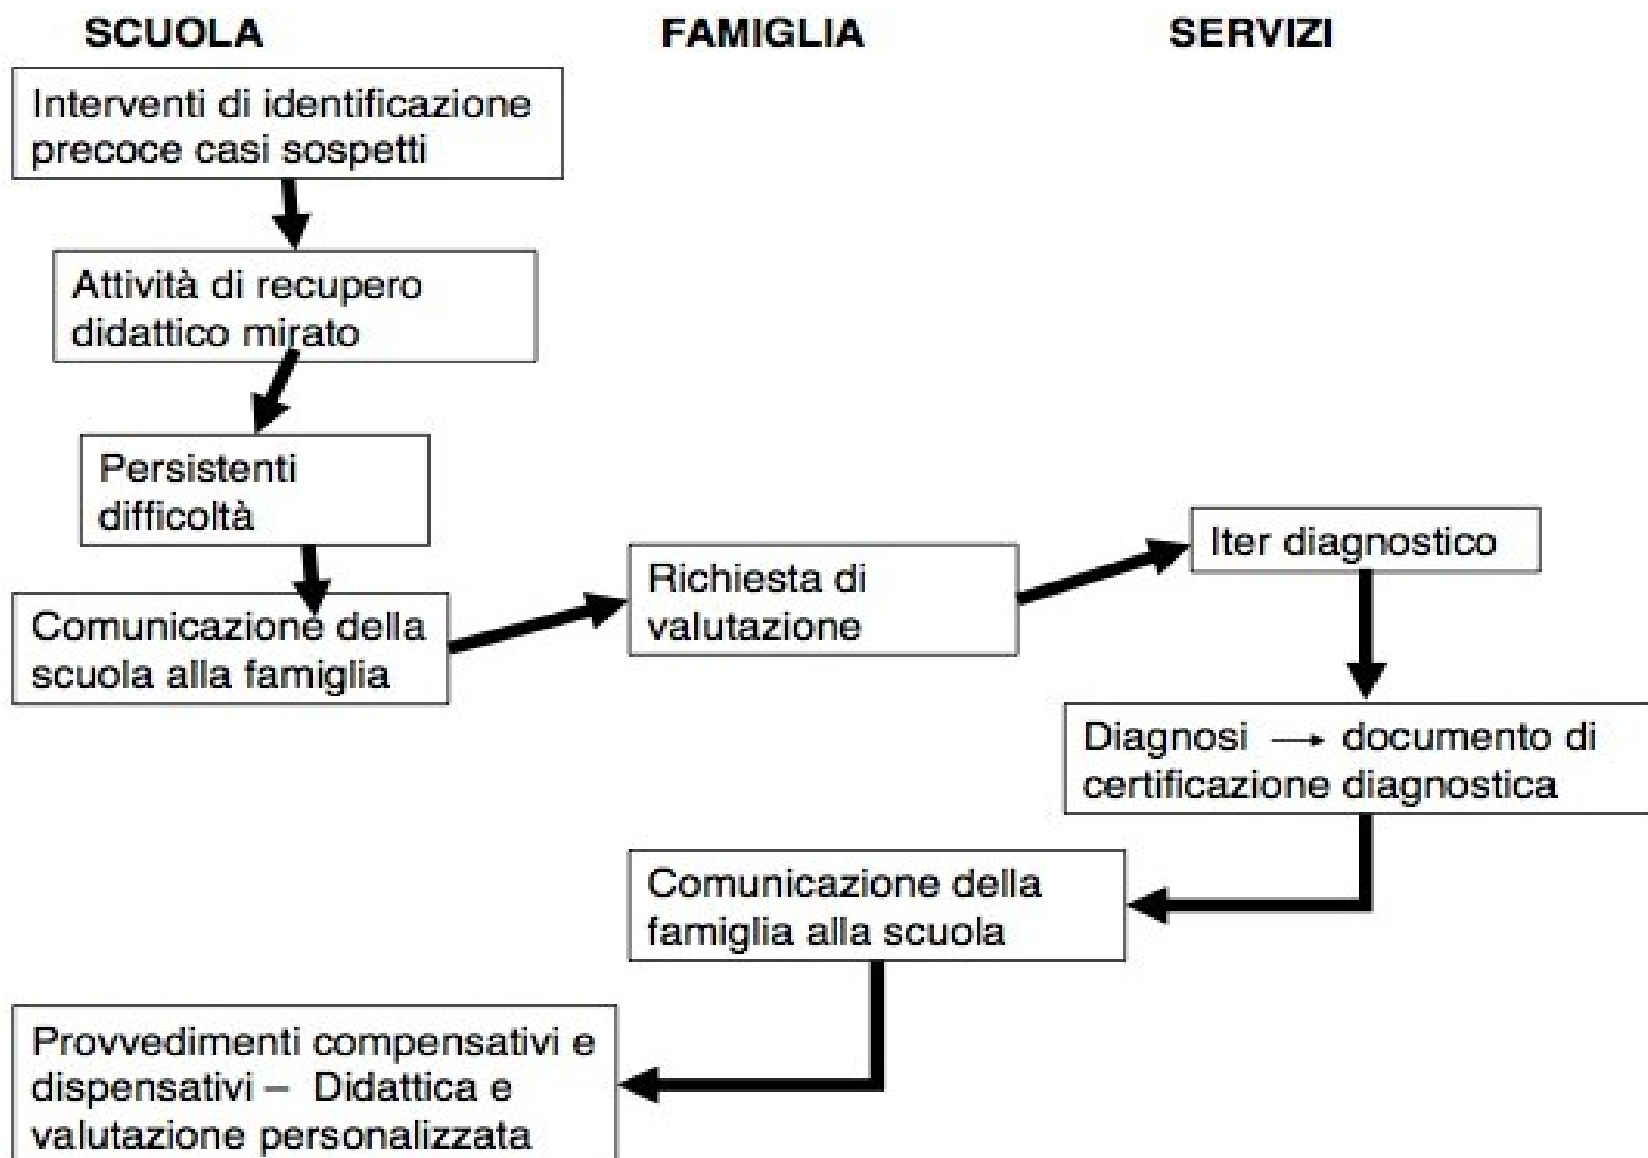 SCUOLA FAMIGLIA SERVIZI
Interventi di identificazione
precoce casi sospetti
Attività di recupero
didattico mirato
Persistenti
difficoltà
Comunicazione della
scuola alla famiglia
Richiesta di
valutazione
Iter diagnostico
Diagnosi → documento di
certificazione diagnostica
Comunicazione della
famiglia alla scuola
Provvedimenti compensativi e
dispensativi – Didattica e
valutazione personalizzata